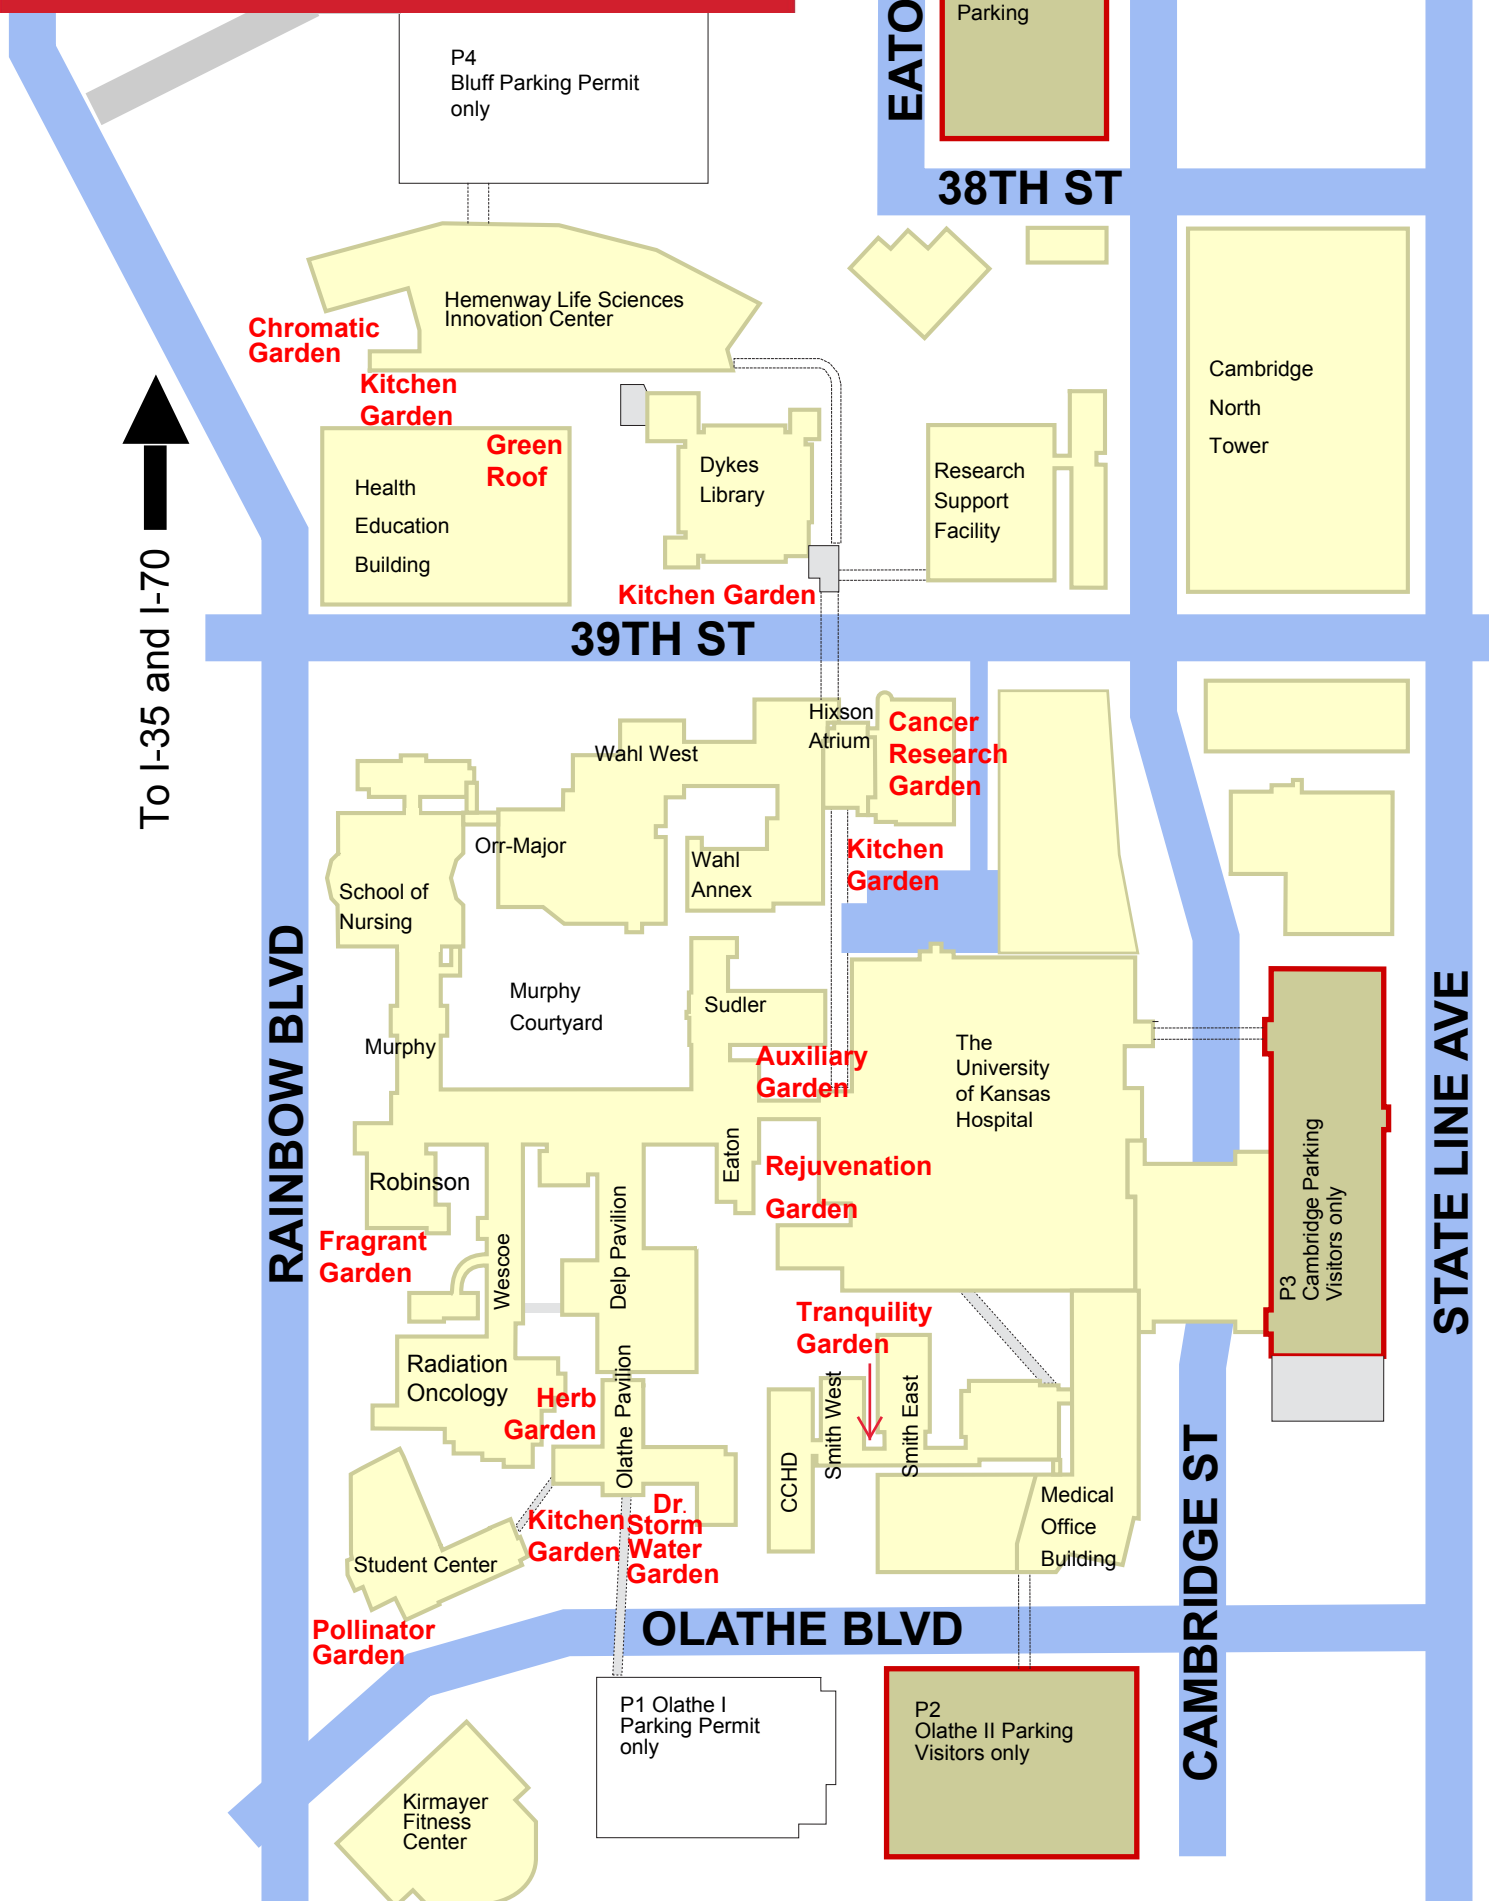 P4
Bluff Parking Permit
only
EATO
Parking
38TH ST
Hemenway Life Sciences
Innovation Center
Chromatic
Garden
Kitchen
Garden
Green
Roof
Health
Education
Building
Dykes
Library
Research
Support
Facility
Cambridge
North
Tower
Kitchen Garden
To I-35 and I-70
39TH ST
Hixson
Atrium
Wahl West
Cancer
Research
Garden
Orr-Major
Wahl
Annex
Kitchen
Garden
School of
Nursing
RAINBOW BLVD
Murphy
Courtyard
Sudler
Murphy
Auxiliary
Garden
The
University
of Kansas
Hospital
STATE LINE AVE
P3
Cambridge Parking
Visitors only
Eaton
Rejuvenation
Garden
Robinson
Fragrant
Garden
Wescoe
Delp Pavilion
Tranquility
Garden
Radiation
Oncology
Herb
Garden
Olathe Pavilion
Smith West
Smith East
CCHD
Medical
Office
Building
Kitchen
Garden
Dr.
Storm
Water
Garden
Student Center
CAMBRIDGE ST
Pollinator
Garden
OLATHE BLVD
P1 Olathe I
Parking Permit
only
P2
Olathe II Parking
Visitors only
Kirmayer
Fitness
Center